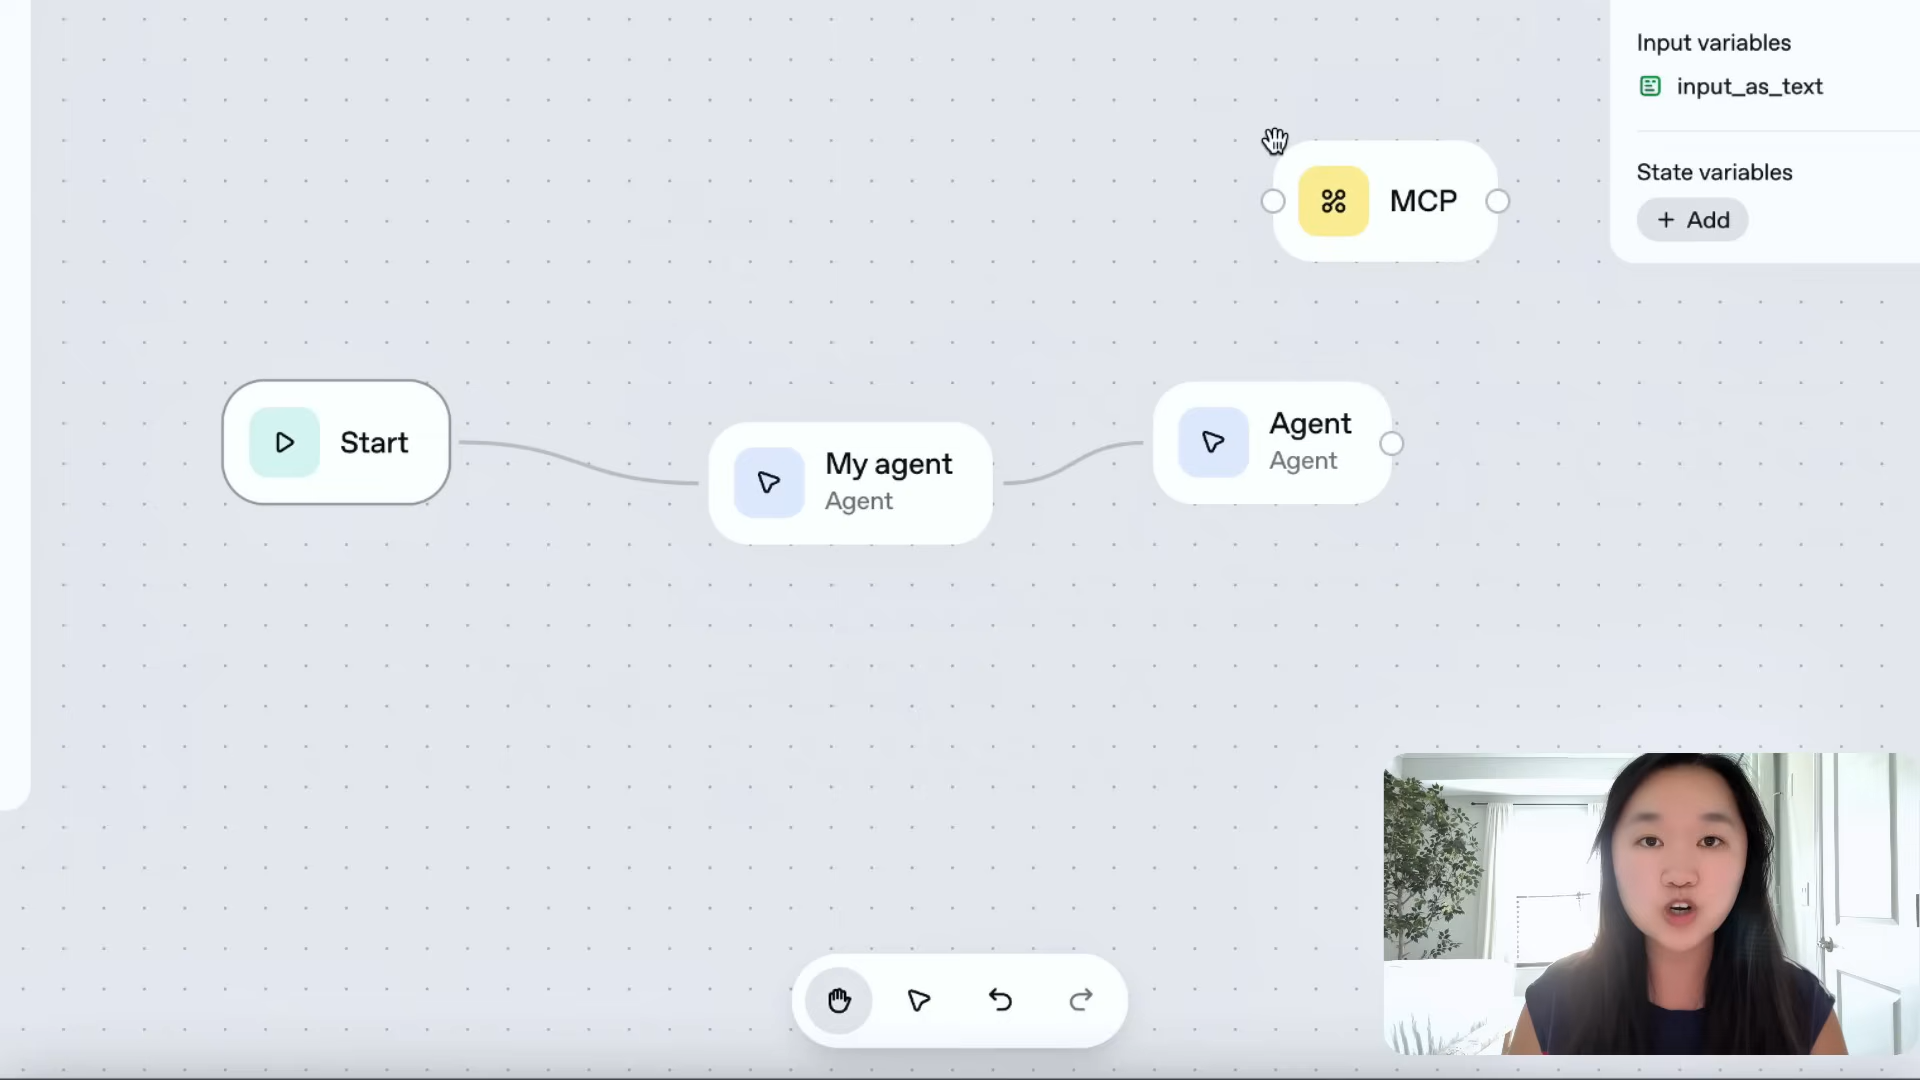 Input variables
input_as_text
State variables
+ Add
MCP
Start
My agent
Agent
Agent
Agent